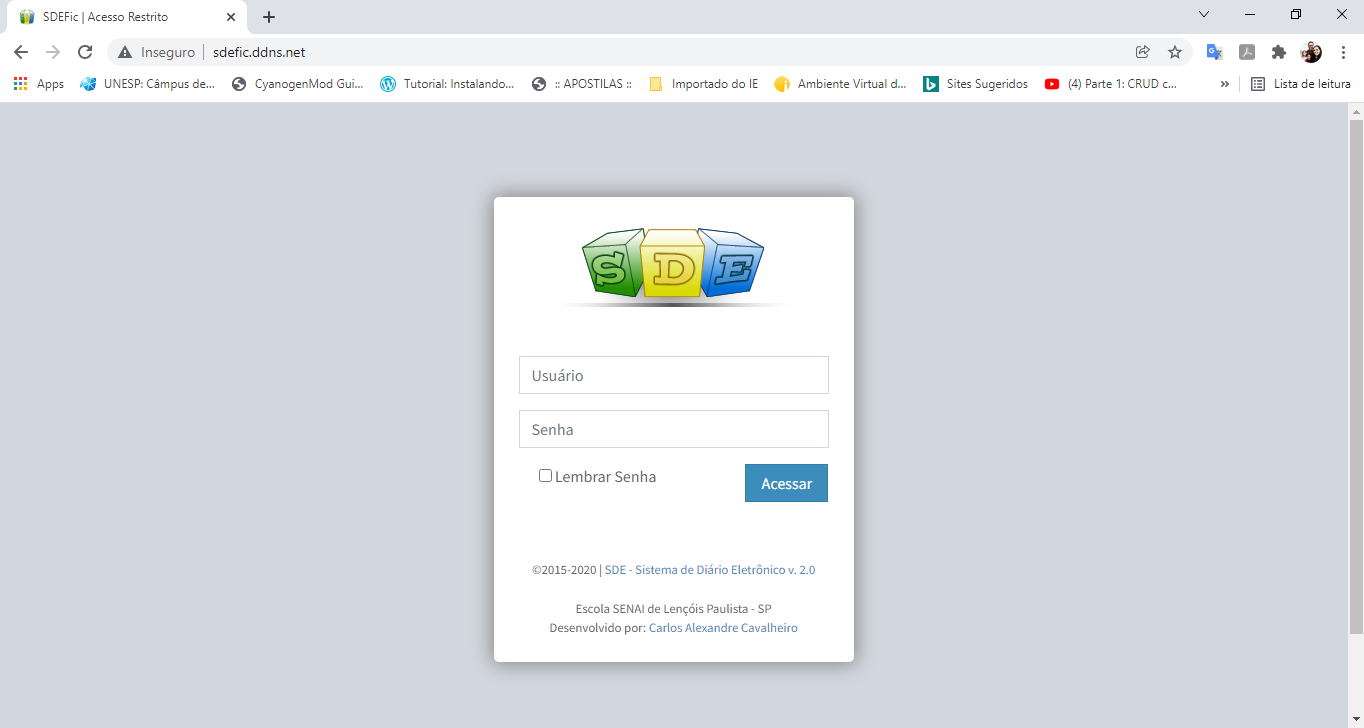 SDEFic | Acesso Restrito
Inseguro | sdefic.ddns.net
Apps
UNESP: Câmpus de...
CyanogenMod Gui...
Tutorial: Instalando...
:: APOSTILAS ::
Importado do IE
Ambiente Virtual d...
Sites Sugeridos
(4) Parte 1: CRUD c...
»
Lista de leitura
SDE
Usuário
Senha
Lembrar Senha
Acessar
©2015-2020 | SDE - Sistema de Diário Eletrônico v. 2.0
Escola SENAI de Lençóis Paulista - SP
Desenvolvido por: Carlos Alexandre Cavalheiro